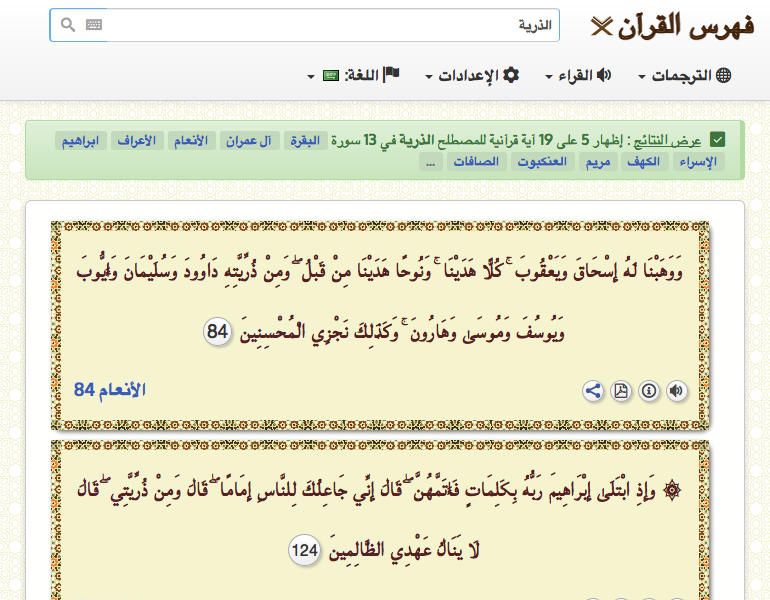 فهرس القرآن
الذرية
الترجمات
القراء
الإعدادات
اللغة:
عرض النتائج : إظهار 5 على 19 آية قرآنية للمصطلح الذرية في 13 سورة البقرة آل عمران الأنعام الأعراف ابراهيم
الإسراء الكهف مريم العنكبوت الصافات ...
وَوَهَبْنَا لَهُ إِسْحَاقَ وَيَعْقُوبَ ۚ كُلًّا هَدَيْنَا ۚ وَنُوحًا هَدَيْنَا مِنْ قَبْلُ ۖ وَمِنْ ذُرِّيَّتِهِ دَاوُودَ وَسُلَيْمَانَ وَأَيُّوبَ
وَيُوسُفَ وَمُوسَىٰ وَهَارُونَ ۚ وَكَذَٰلِكَ نَجْزِي الْمُحْسِنِينَ 84
الأنعام 84
۞ وَإِذِ ابْتَلَىٰ إِبْرَاهِيمَ رَبُّهُ بِكَلِمَاتٍ فَأَتَمَّهُنَّ ۖ قَالَ إِنِّي جَاعِلُكَ لِلنَّاسِ إِمَامًا ۖ قَالَ وَمِنْ ذُرِّيَّتِي ۖ قَالَ
لَا يَنَالُ عَهْدِي الظَّالِمِينَ 124